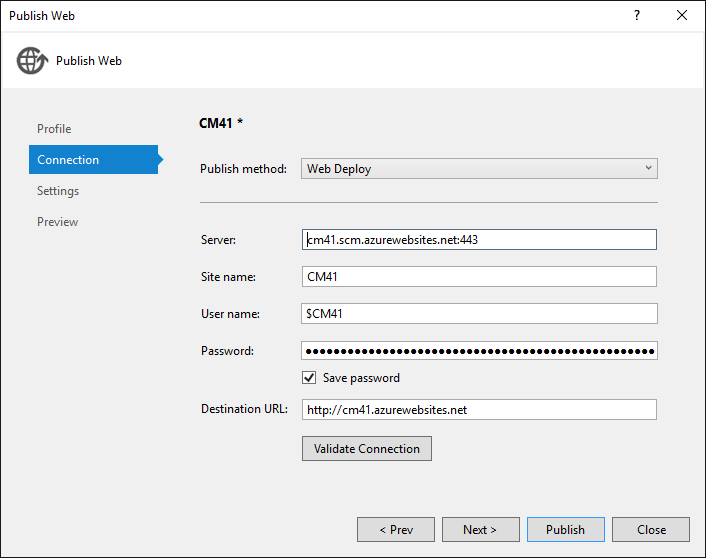 Publish Web
?
Publish Web
Profile
Connection
Settings
Preview
CM41 *
Publish method: Web Deploy
Server: cm41.scm.azurewebsites.net:443
Site name: CM41
User name: $CM41
Password: ●●●●●●●●●●●●●●●●●●●●●●●●●●●●●●●●●●●●●●●●●●●●●●●●●●
Save password
Destination URL: http://cm41.azurewebsites.net
Validate Connection
< Prev Next > Publish Close